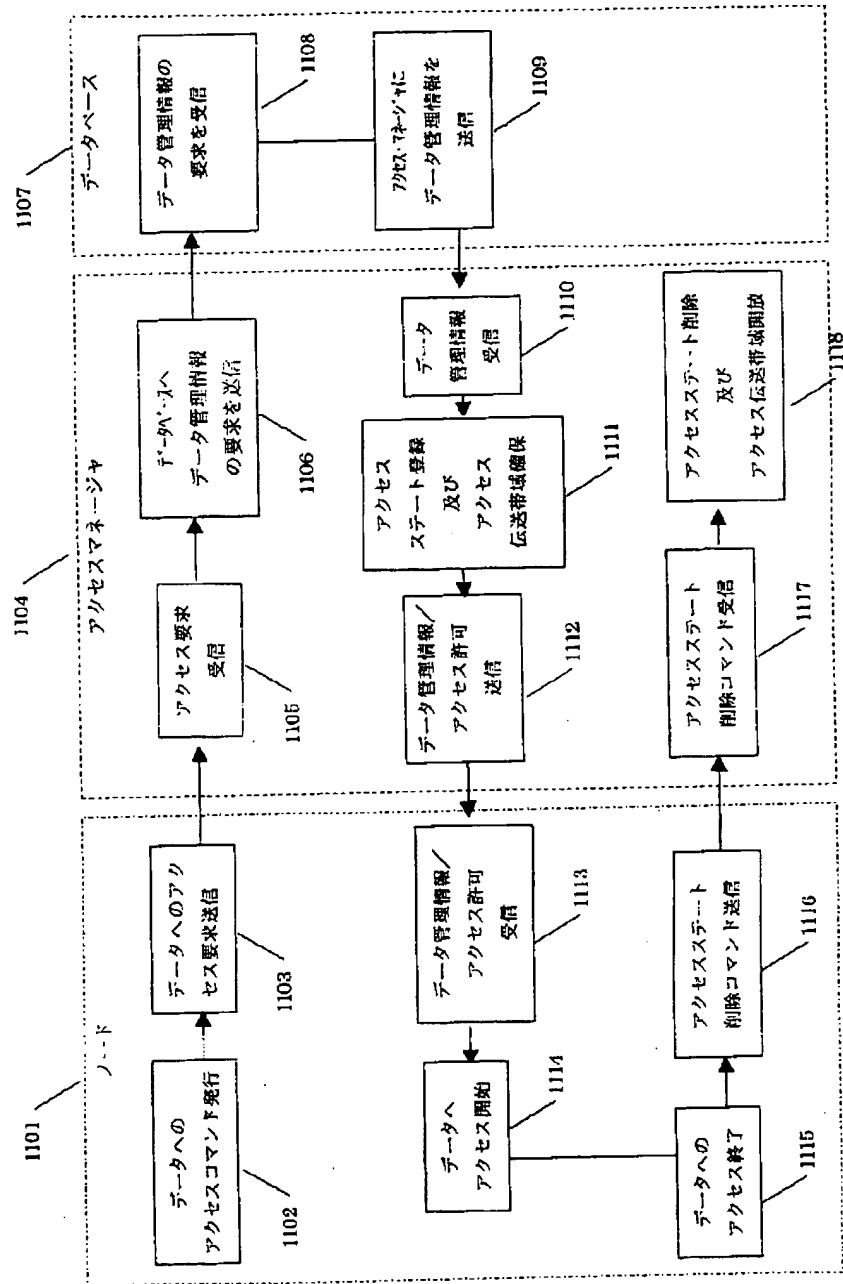 1101
ノード
データへの
アクセスコマンド発行
1102
データへのアク
セス要求送信
1103
1104
アクセスマネージャ
アクセス要求
受信
1105
データベースへ
データ管理情報
の要求を送信
1106
1107
データベース
データ管理情報の
要求を受信
1108
アクセス・マネージャに
データ管理情報を
送信
1109
データ
管理情報
受信
1110
アクセス
ステート登録
及び
アクセス
伝送帯域確保
1111
データ管理情報/
アクセス許可
送信
1112
データ管理情報/
アクセス許可
受信
1113
データへ
アクセス開始
1114
データへの
アクセス終了
1115
アクセスステート
削除コマンド送信
1116
アクセスステート
削除コマンド受信
1117
アクセスステート削除
及び
アクセス伝送帯域開放
1118